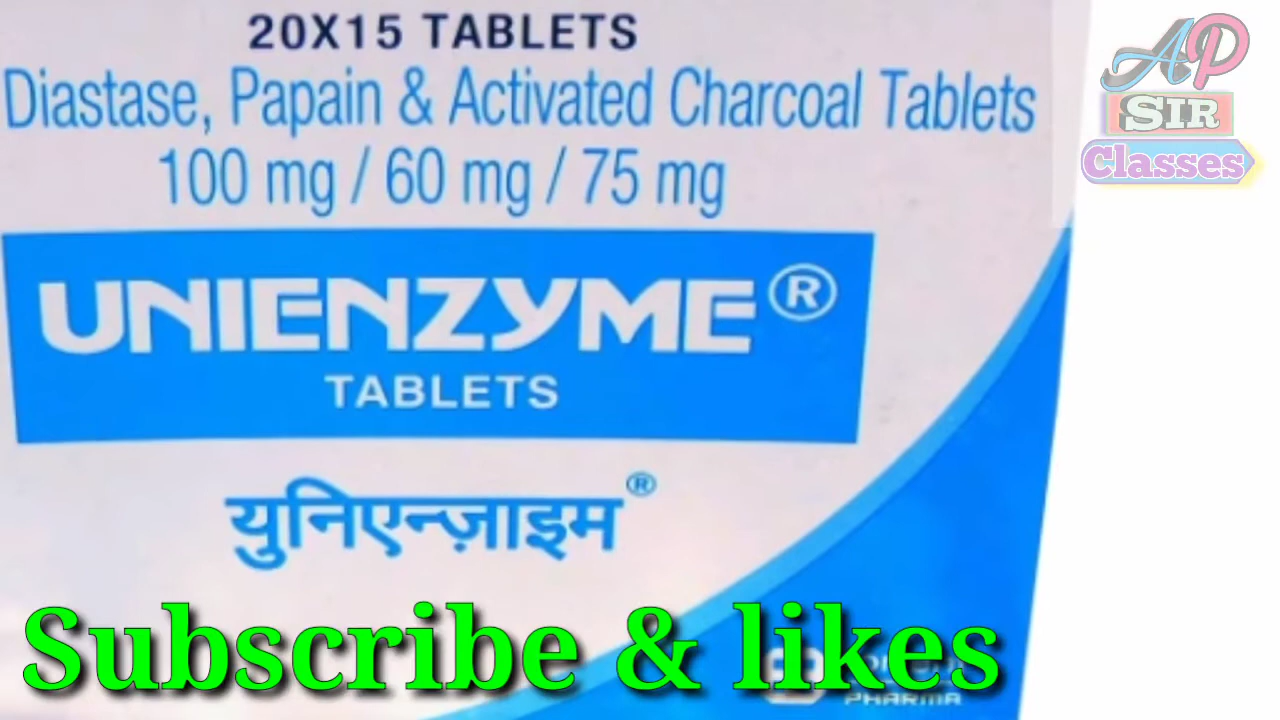 20X15 TABLETS
Diastase, Papain & Activated Charcoal Tablets
100 mg / 60 mg / 75 mg
UNIENZYME®
TABLETS
युनिएन्ज़ाइम®
AP
SIR
Classes
Subscribe & likes
PHARMA